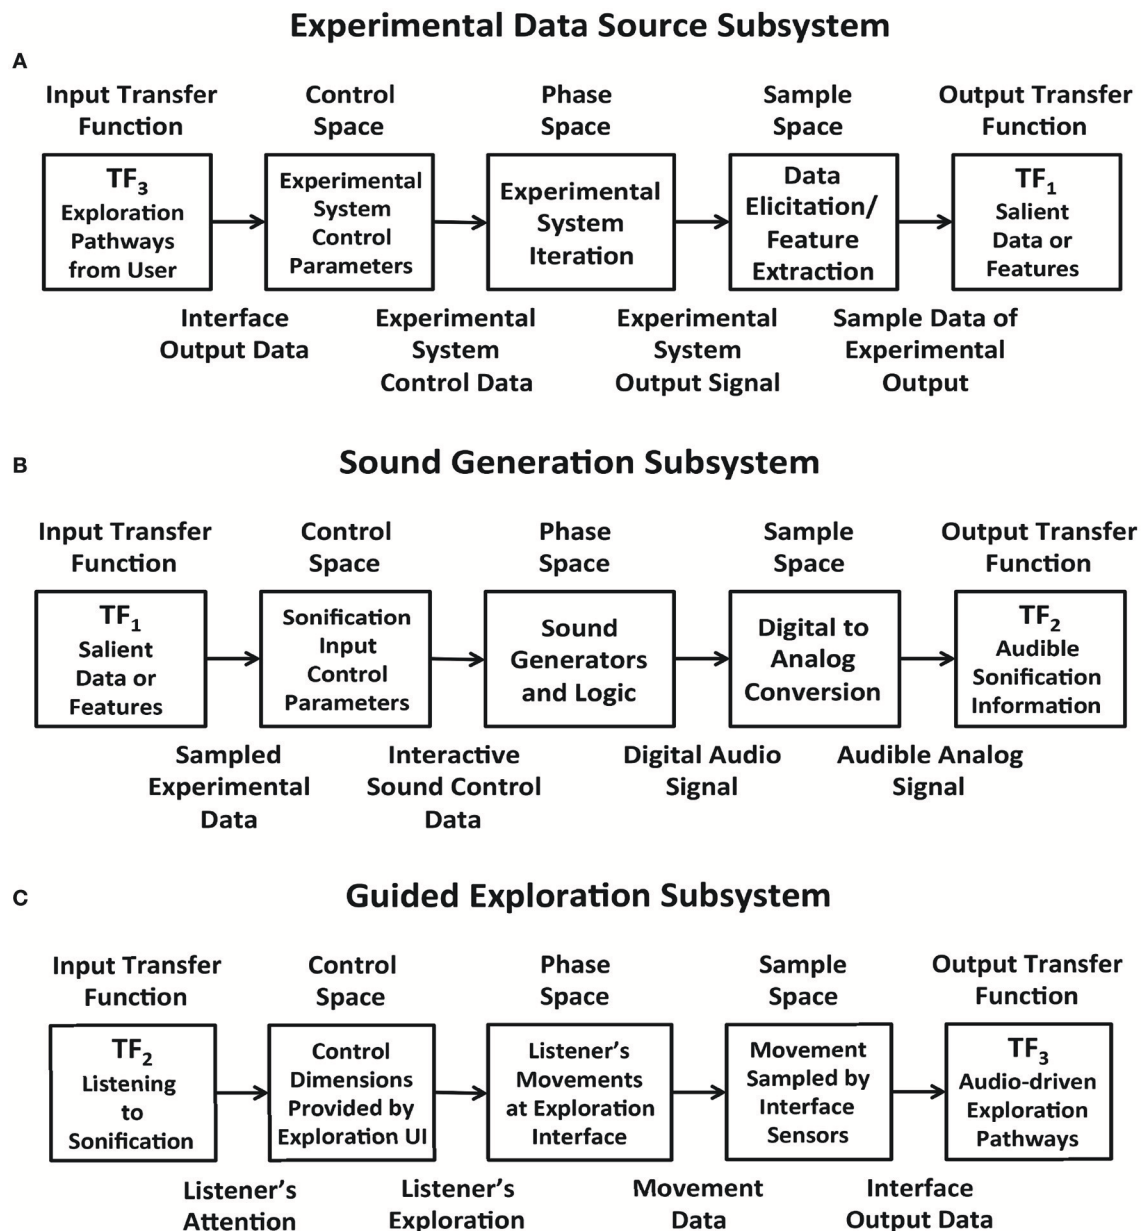 Experimental Data Source Subsystem
A
Input Transfer
Function
Control
Space
Phase
Space
Sample
Space
Output Transfer
Function
TF3
Exploration
Pathways
from User
Experimental
System
Control
Parameters
Experimental
System
Iteration
Data
Elicitation/
Feature
Extraction
TF1
Salient
Data or
Features
Interface
Output Data
Experimental
System
Control Data
Experimental
System
Output Signal
Sample Data of
Experimental
Output
B
Sound Generation Subsystem
Input Transfer
Function
Control
Space
Phase
Space
Sample
Space
Output Transfer
Function
TF1
Salient
Data or
Features
Sonification
Input
Control
Parameters
Sound
Generators
and Logic
Digital to
Analog
Conversion
TF2
Audible
Sonification
Information
Sampled
Experimental
Data
Interactive
Sound Control
Data
Digital Audio
Signal
Audible Analog
Signal
C
Guided Exploration Subsystem
Input Transfer
Function
Control
Space
Phase
Space
Sample
Space
Output Transfer
Function
TF2
Listening
to
Sonification
Control
Dimensions
Provided by
Exploration UI
Listener's
Movements
at Exploration
Interface
Movement
Sampled by
Interface
Sensors
TF3
Audio-driven
Exploration
Pathways
Listener's
Attention
Listener's
Exploration
Movement
Data
Interface
Output Data